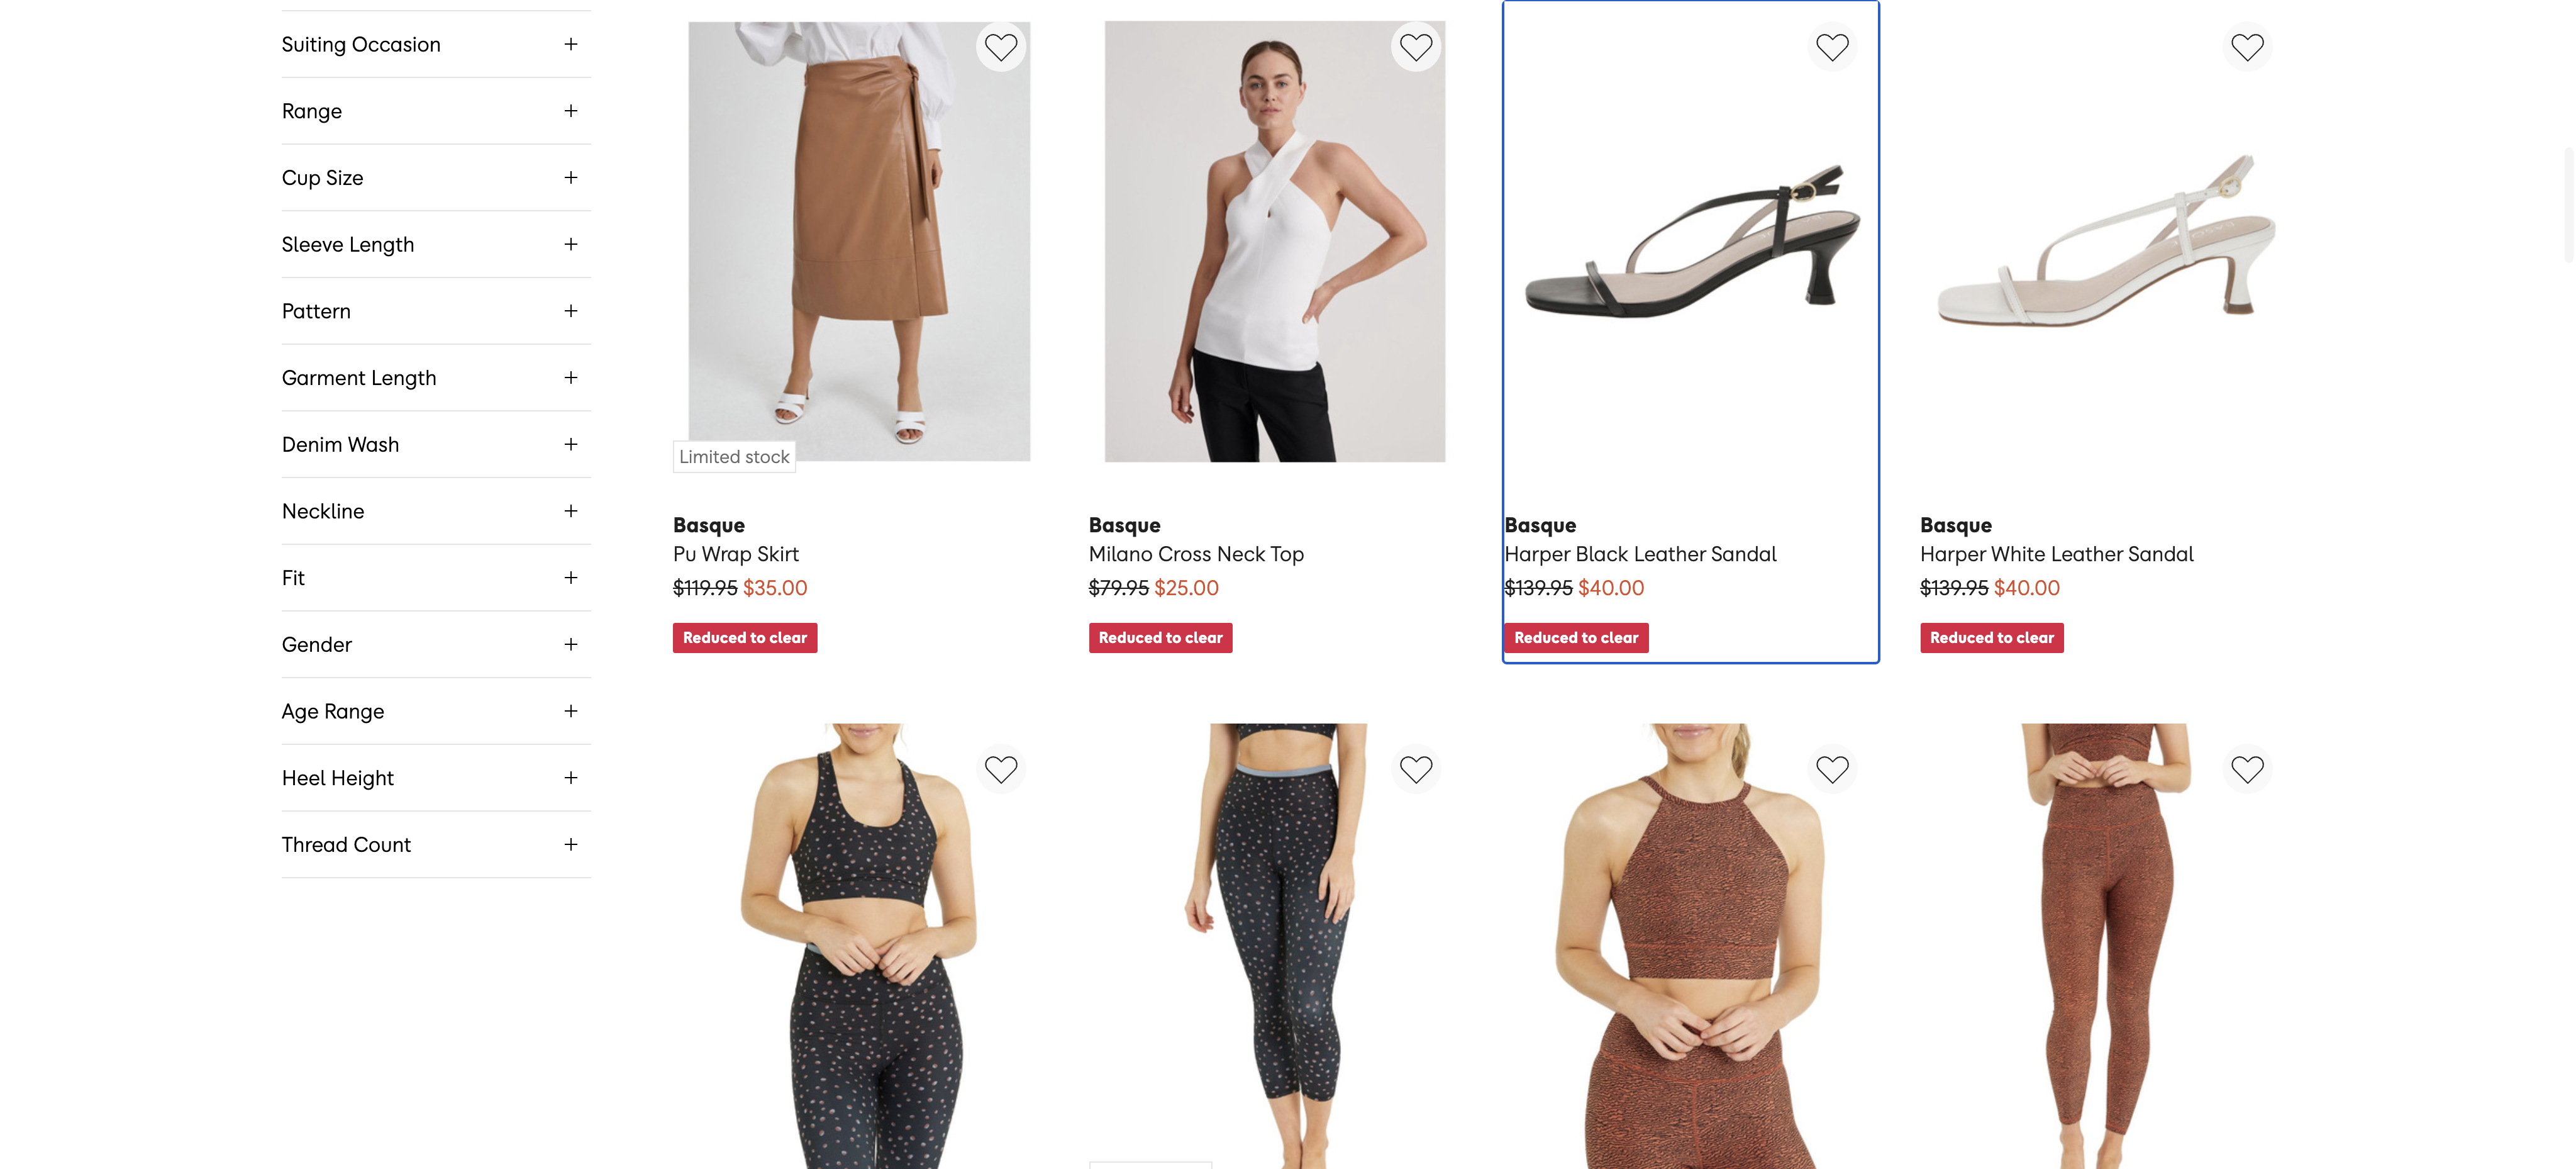 Suiting Occasion
Range
Cup Size
Sleeve Length
Pattern
Garment Length
Denim Wash
Neckline
Fit
Gender
Age Range
Heel Height
Thread Count
Limited stock
Basque
Pu Wrap Skirt
$119.95 $35.00
Reduced to clear
Basque
Milano Cross Neck Top
$79.95 $25.00
Reduced to clear
Basque
Harper Black Leather Sandal
$139.95 $40.00
Reduced to clear
Basque
Harper White Leather Sandal
$139.95 $40.00
Reduced to clear